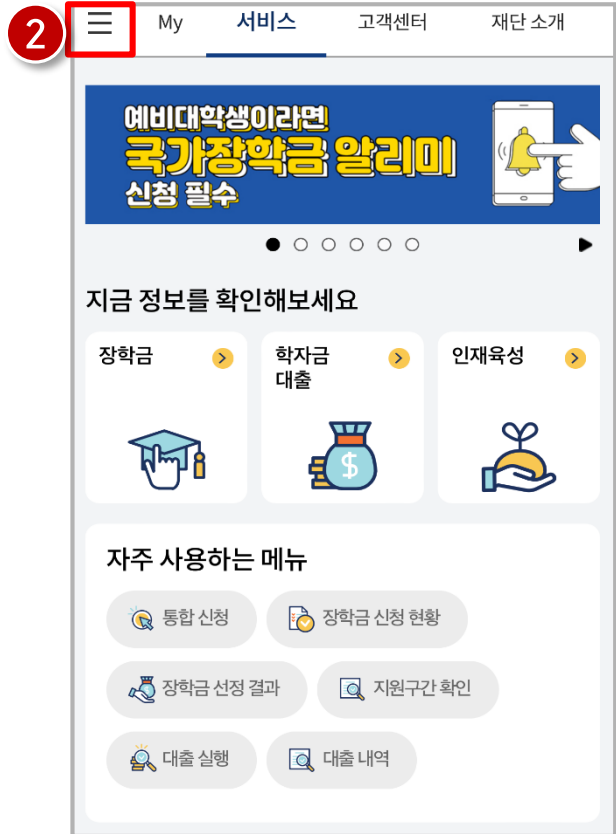 2
My 서비스 고객센터 재단 소개
예비대학생이라면
국가장학금 알리미
신청 필수
지금 정보를 확인해보세요
장학금
학자금
대출
$
인재육성
자주 사용하는 메뉴
통합 신청
장학금 신청 현황
장학금 선정 결과
지원구간 확인
대출 실행
대출 내역